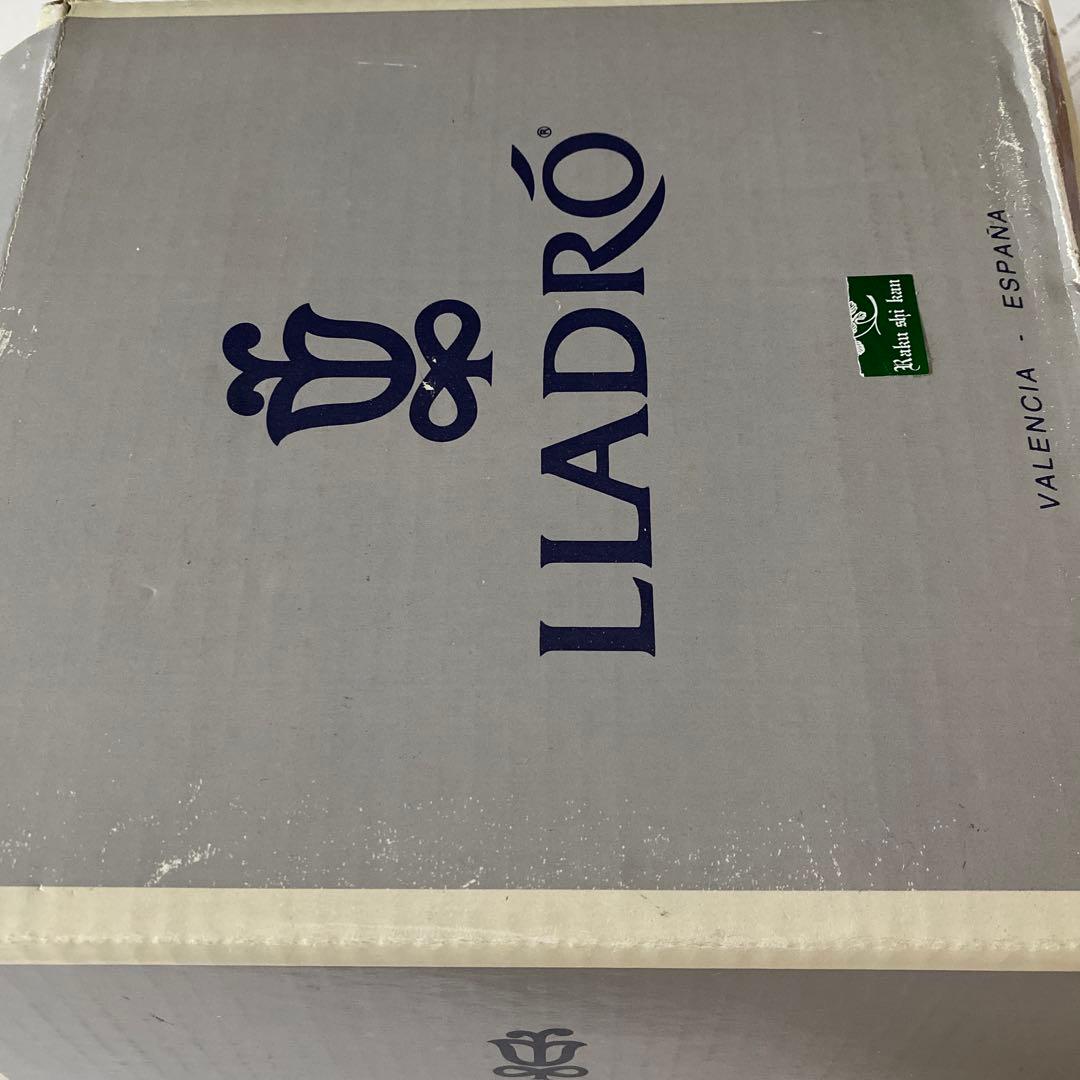 LLADRÓ®
Raku shi kan
VALENCIA - ESPAÑA